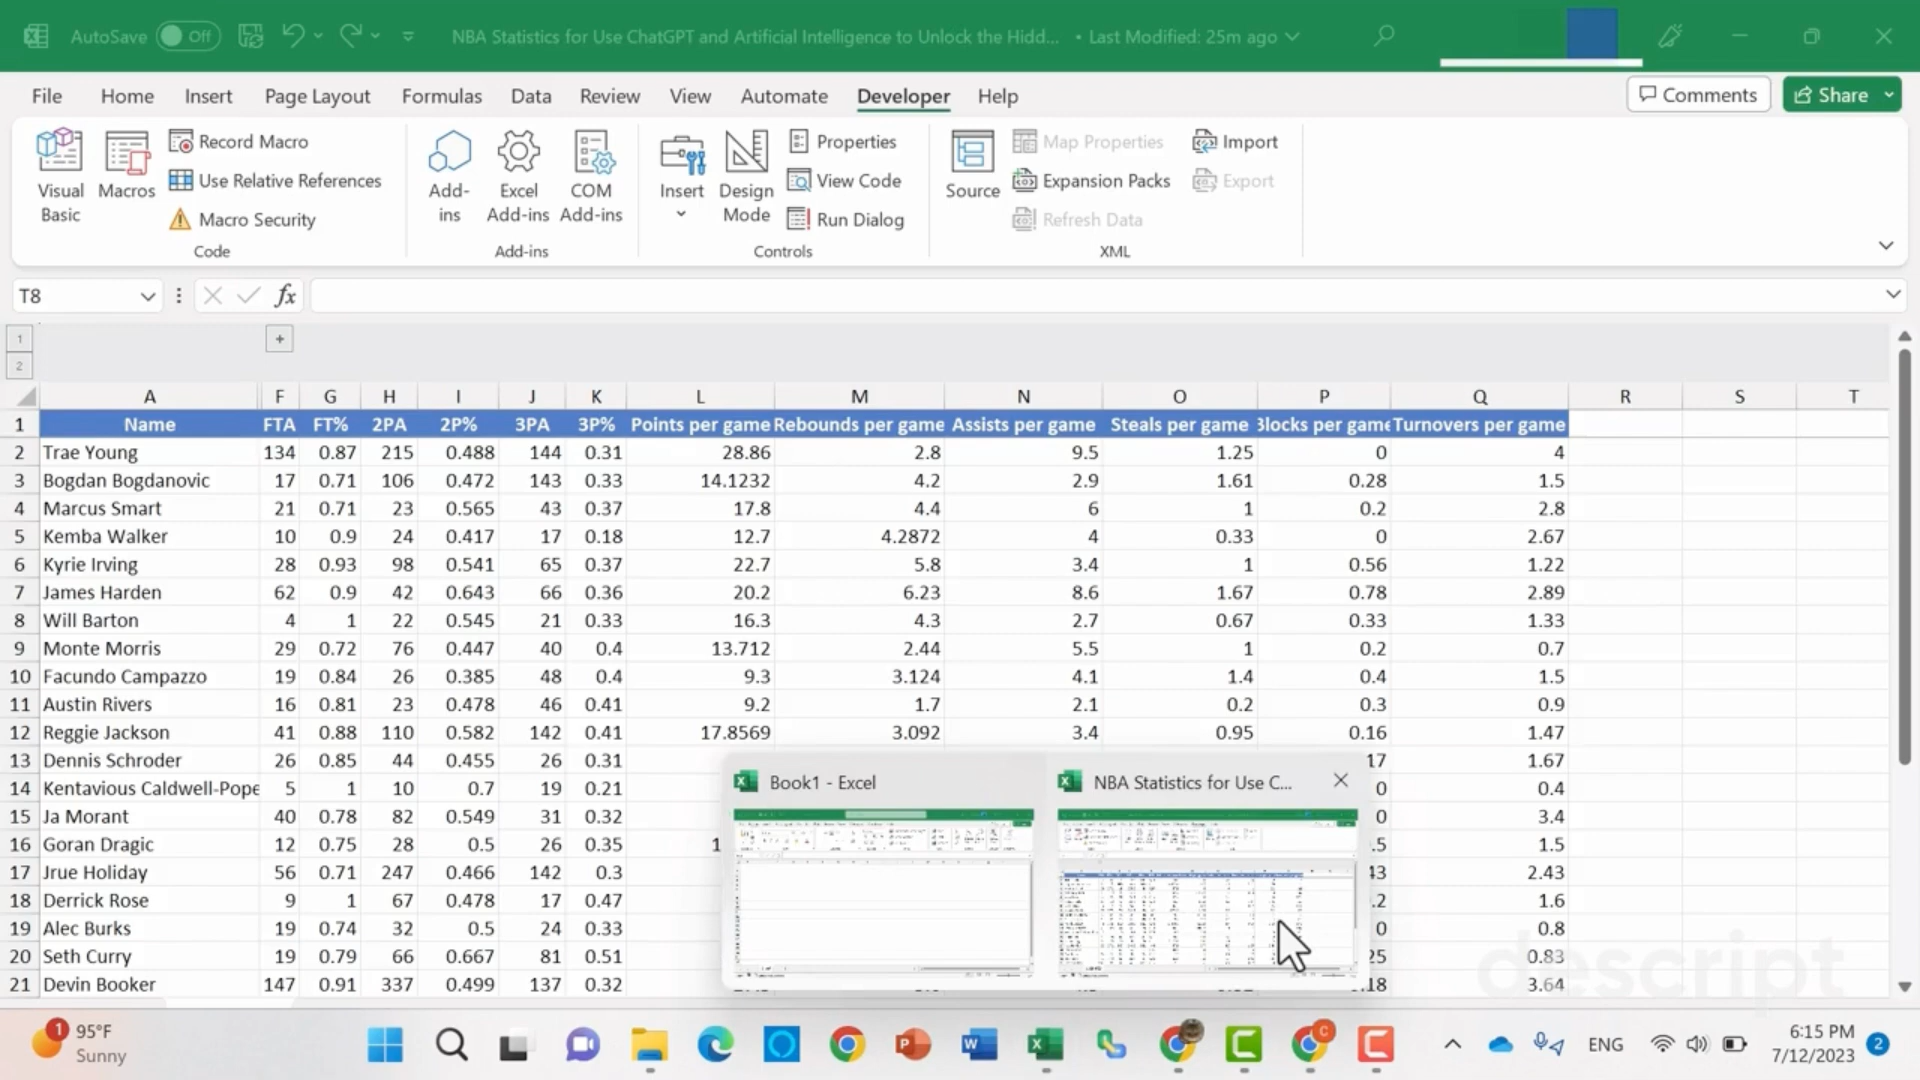 AutoSave Off NBA Statistics for Use ChatGPT and Artificial Intelligence to Unlock the Hidd... • Last Modified: 25m ago
File Home Insert Page Layout Formulas Data Review View Automate Developer Help Comments Share
Visual Basic
Macros
Record Macro
Use Relative References
Macro Security
Code
Add-ins
Excel Add-ins
COM Add-ins
Add-ins
Insert
Design Mode
Properties
View Code
Run Dialog
Controls
Source
Map Properties
Expansion Packs
Refresh Data
Import
Export
XML
T8 fx
1
2
+
A F G H I J K L M N O P Q R S T
1 Name FTA FT% 2PA 2P% 3PA 3P% Points per game Rebounds per game Assists per game Steals per game Blocks per game Turnovers per game
2 Trae Young 134 0.87 215 0.488 144 0.31 28.86 2.8 9.5 1.25 0 4
3 Bogdan Bogdanovic 17 0.71 106 0.472 143 0.33 14.1232 4.2 2.9 1.61 0.28 1.5
4 Marcus Smart 21 0.71 23 0.565 43 0.37 17.8 4.4 6 1 0.2 2.8
5 Kemba Walker 10 0.9 24 0.417 17 0.18 12.7 4.2872 4 0.33 0 2.67
6 Kyrie Irving 28 0.93 98 0.541 65 0.37 22.7 5.8 3.4 1 0.56 1.22
7 James Harden 62 0.9 42 0.643 66 0.36 20.2 6.23 8.6 1.67 0.78 2.89
8 Will Barton 4 1 22 0.545 21 0.33 16.3 4.3 2.7 0.67 0.33 1.33
9 Monte Morris 29 0.72 76 0.447 40 0.4 13.712 2.44 5.5 1 0.2 0.7
10 Facundo Campazzo 19 0.84 26 0.385 48 0.4 9.3 3.124 4.1 1.4 0.4 1.5
11 Austin Rivers 16 0.81 23 0.478 46 0.41 9.2 1.7 2.1 0.2 0.3 0.9
12 Reggie Jackson 41 0.88 110 0.582 142 0.41 17.8569 3.092 3.4 0.95 0.16 1.47
13 Dennis Schroder 26 0.85 44 0.455 26 0.31 17 1.67
14 Kentavious Caldwell-Pope 5 1 10 0.7 19 0.21 0 0.4
15 Ja Morant 40 0.78 82 0.549 31 0.32 0 3.4
16 Goran Dragic 12 0.75 28 0.5 26 0.35 1 .5 1.5
17 Jrue Holiday 56 0.71 247 0.466 142 0.3 43 2.43
18 Derrick Rose 9 1 67 0.478 17 0.47 .2 1.6
19 Alec Burks 19 0.74 32 0.5 24 0.33 0 0.8
20 Seth Curry 19 0.79 66 0.667 81 0.51 25 0.83
21 Devin Booker 147 0.91 337 0.499 137 0.32 .18 3.64
Book1 - Excel
NBA Statistics for Use C...
descript
1 95°F
Sunny
ENG
6:15 PM
7/12/2023
2